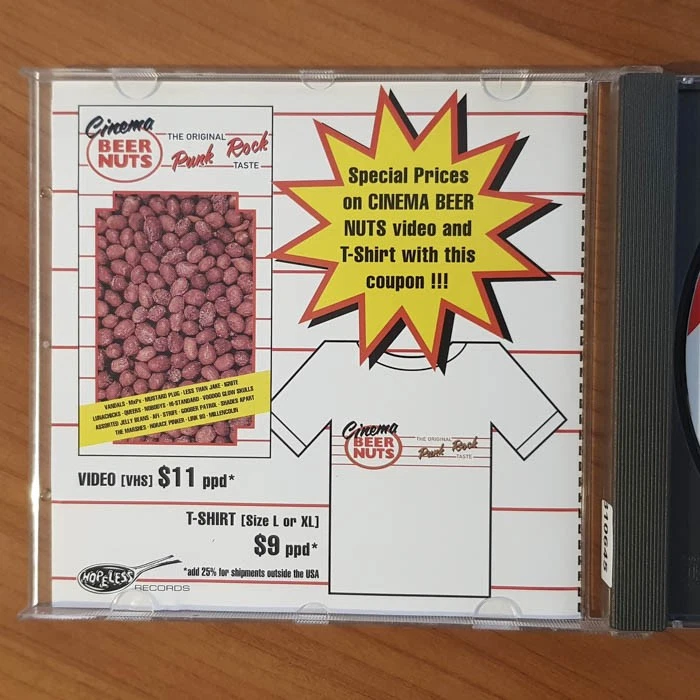 Cinema
BEER
NUTS
THE ORIGINAL
Punk Rock
TASTE
VANDALS · MxPx · MUSTARD PLUG · LESS THAN JAKE · IGNITE
LUNACHICKS · QUEERS · NOBODYS · HI-STANDARD · VOODOO GLOW SKULLS
ASSORTED JELLY BEANS · AFI · STRIFE · GOOBER PATROL · SHADES APART
THE MARSHES · HORACE PINKER · LINK 80 · MILLENCOLIN
Special Prices
on CINEMA BEER
NUTS video and
T-Shirt with this
coupon !!!
VIDEO [VHS] $11 ppd*
Cinema
BEER
NUTS
THE ORIGINAL
Punk Rock
TASTE
T-SHIRT [Size L or XL]
$9 ppd*
*add 25% for shipments outside the USA
HOPELESS
RECORDS
110645